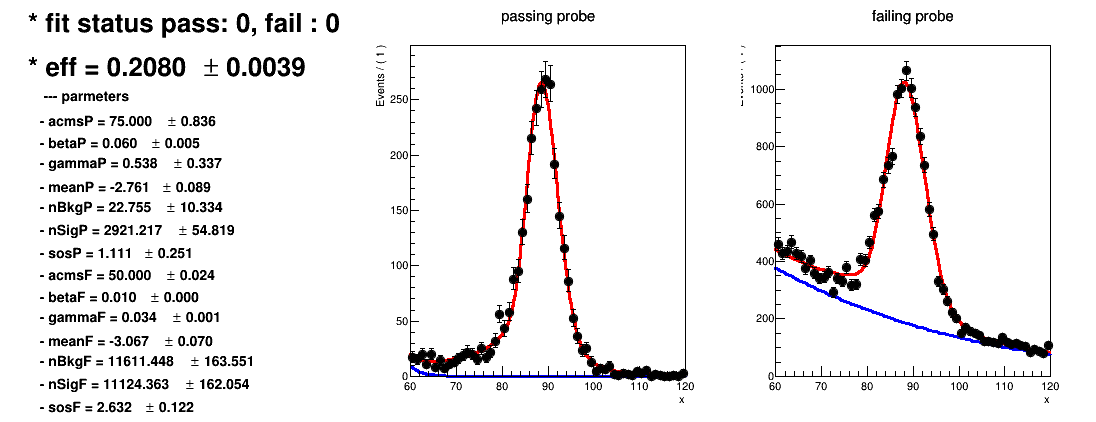 * fit status pass: 0, fail : 0
* eff = 0.2080 ± 0.0039
--- parmeters
- acmsP = 75.000 ± 0.836
- betaP = 0.060 ± 0.005
- gammaP = 0.538 ± 0.337
- meanP = -2.761 ± 0.089
- nBkgP = 22.755 ± 10.334
- nSigP = 2921.217 ± 54.819
- sosP = 1.111 ± 0.251
- acmsF = 50.000 ± 0.024
- betaF = 0.010 ± 0.000
- gammaF = 0.034 ± 0.001
- meanF = -3.067 ± 0.070
- nBkgF = 11611.448 ± 163.551
- nSigF = 11124.363 ± 162.054
- sosF = 2.632 ± 0.122
passing probe
Events / ( 1 )
250
200
150
100
50
0
60 70 80 90 100 110 120
x
failing probe
1000
800
600
400
200
0
60 70 80 90 100 110 120
x